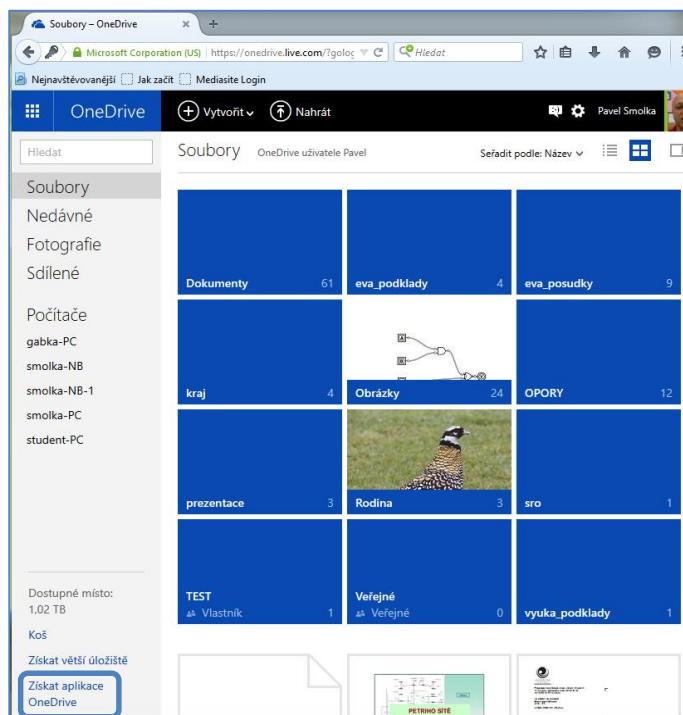 Soubory – OneDrive
Microsoft Corporation (US) https://onedrive.live.com/?golog Hledat
Nejnavštěvovanější Jak začít Mediasite Login
OneDrive Vytvořit Nahrát Pavel Smolka
Hledat
Soubory OneDrive uživatele Pavel Seřadit podle: Název
Soubory
Nedávné
Fotografie
Sdílené
Počítače
gabka-PC
smolka-NB
smolka-NB-1
smolka-PC
student-PC
Dostupné místo:
1,02 TB
Koš
Získat větší úložiště
Získat aplikace
OneDrive
Dokumenty 61 eva_podklady 4 eva_posudky 9
kraj 4 Obrázky 24 OPORY 12
prezentace 3 Rodina 3 sro 1
TEST Veřejné
Vlastník 1 Veřejné 0 vyuka_podklady 1
PETRIHO SÍTĚ